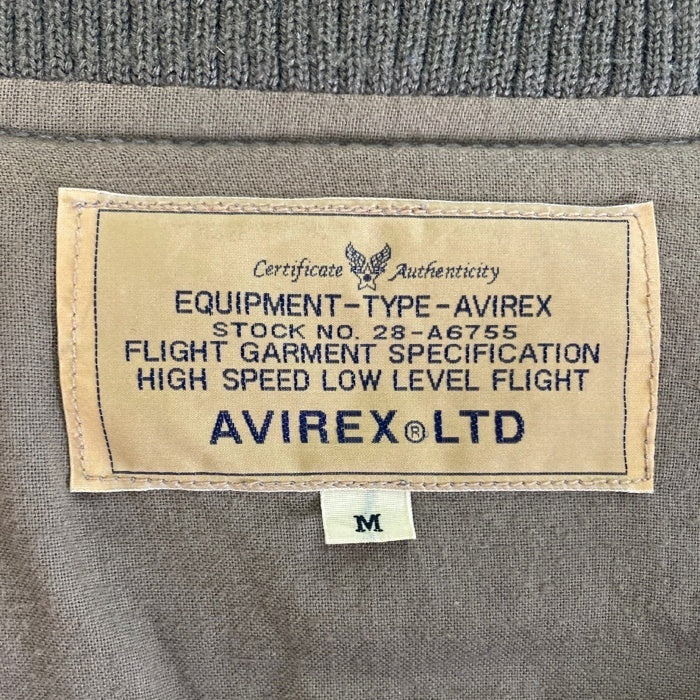 Certificate Authenticity
EQUIPMENT-TYPE-AVIREX
STOCK NO. 28-A6755
FLIGHT GARMENT SPECIFICATION
HIGH SPEED LOW LEVEL FLIGHT
AVIREX®LTD
M